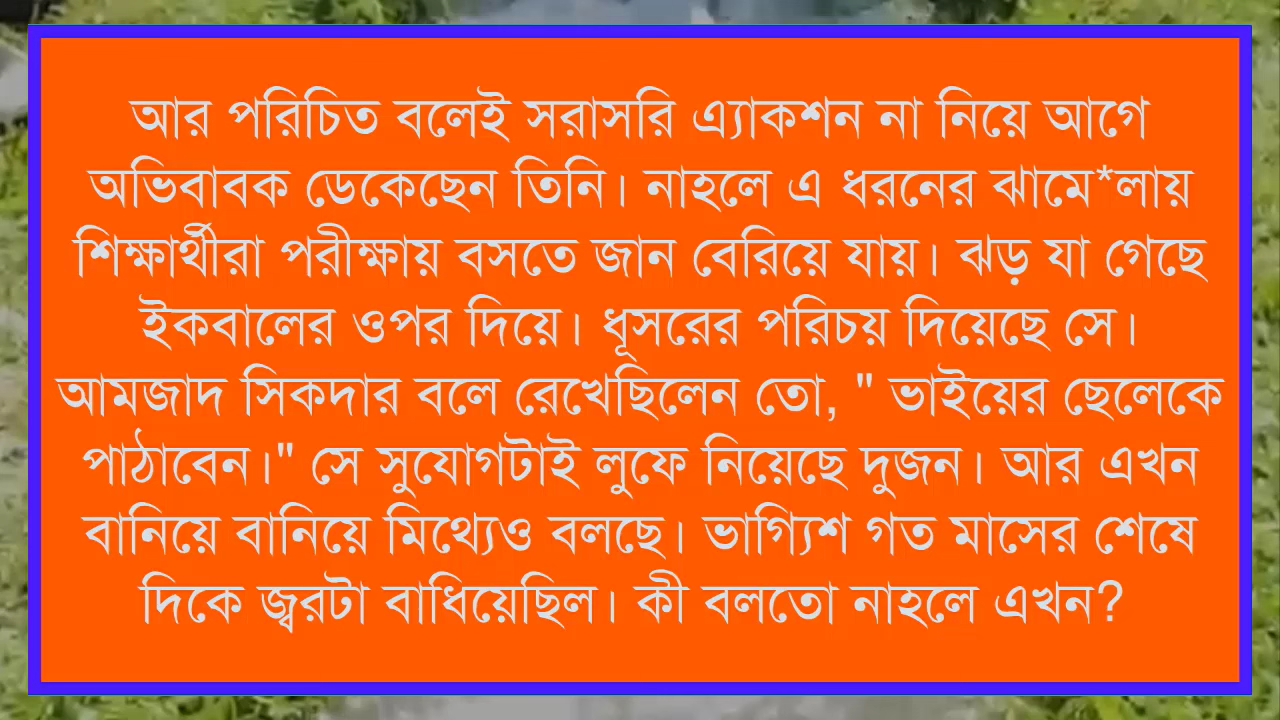 আর পরিচিত বলেই সরাসরি এ্যাকশন না নিয়ে আগে
অভিবাবক ডেকেছেন তিনি। নাহলে এ ধরনের ঝামে*লায়
শিক্ষার্থীরা পরীক্ষায় বসতে জান বেরিয়ে যায়। ঝড় যা গেছে
ইকবালের ওপর দিয়ে। ধূসরের পরিচয় দিয়েছে সে।
আমজাদ সিকদার বলে রেখেছিলেন তো, " ভাইয়ের ছেলেকে
পাঠাবেন।" সে সুযোগটাই লুফে নিয়েছে দুজন। আর এখন
বানিয়ে বানিয়ে মিথ্যেও বলছে। ভাগ্যিশ গত মাসের শেষে
দিকে জ্বরটা বাধিয়েছিল। কী বলতো নাহলে এখন?